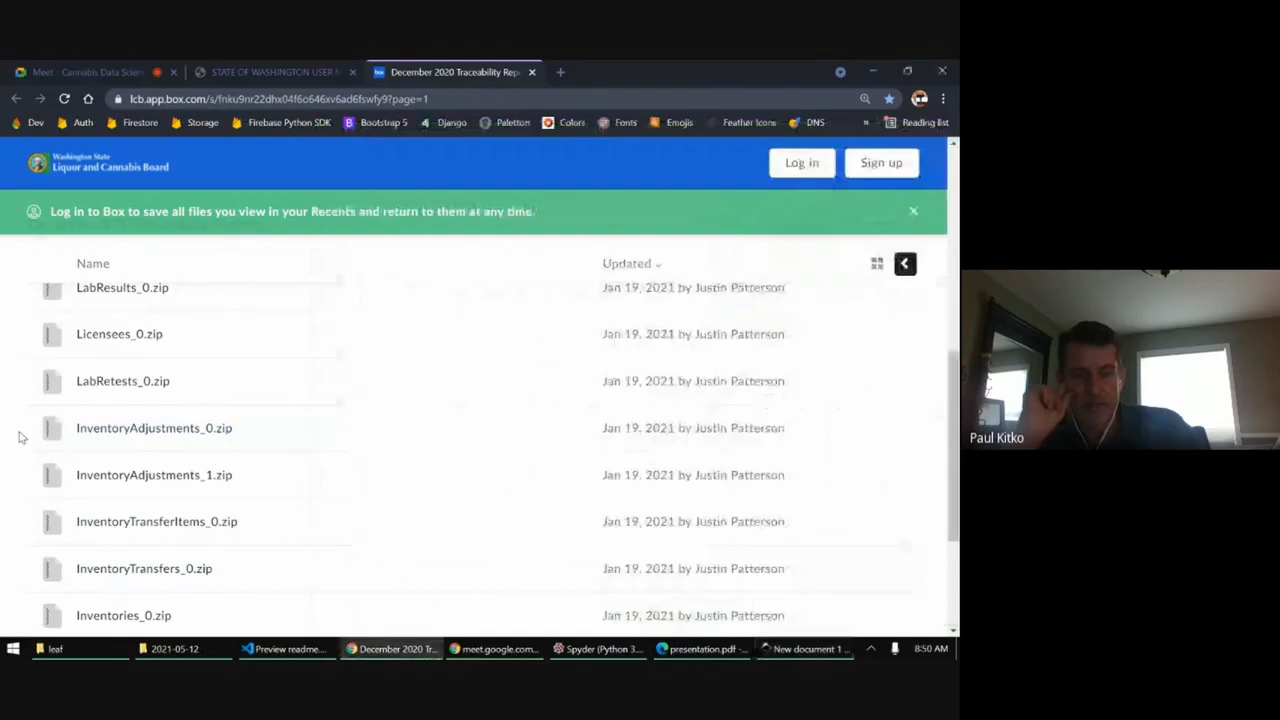 Meet - Cannabis Data Scien
STATE OF WASHINGTON USER
December 2020 Traceability Repo
lcb.app.box.com/s/fnku9nr22dhx04f6o646xv6ad6fswfy9?page=1
Dev Auth Firestore Storage Firebase Python SDK Bootstrap 5 Django Paletton Colors Fonts Emojis Feather Icons DNS » Reading list
Washington State
Liquor and Cannabis Board
Log in
Sign up
Log in to Box to save all files you view in your Recents and return to them at any time.
Name Updated
LabResults_0.zip Jan 19, 2021 by Justin Patterson
Licensees_0.zip Jan 19, 2021 by Justin Patterson
LabRetests_0.zip Jan 19, 2021 by Justin Patterson
InventoryAdjustments_0.zip Jan 19, 2021 by Justin Patterson
InventoryAdjustments_1.zip Jan 19, 2021 by Justin Patterson
InventoryTransferItems_0.zip Jan 19, 2021 by Justin Patterson
InventoryTransfers_0.zip Jan 19, 2021 by Justin Patterson
Inventories_0.zip Jan 19, 2021 by Justin Patterson
Paul Kitko
leaf 2021-05-12 Preview readme... December 2020 Tr... meet.google.com... Spyder (Python 3.... presentation.pdf -... New document 1 ... 8:50 AM